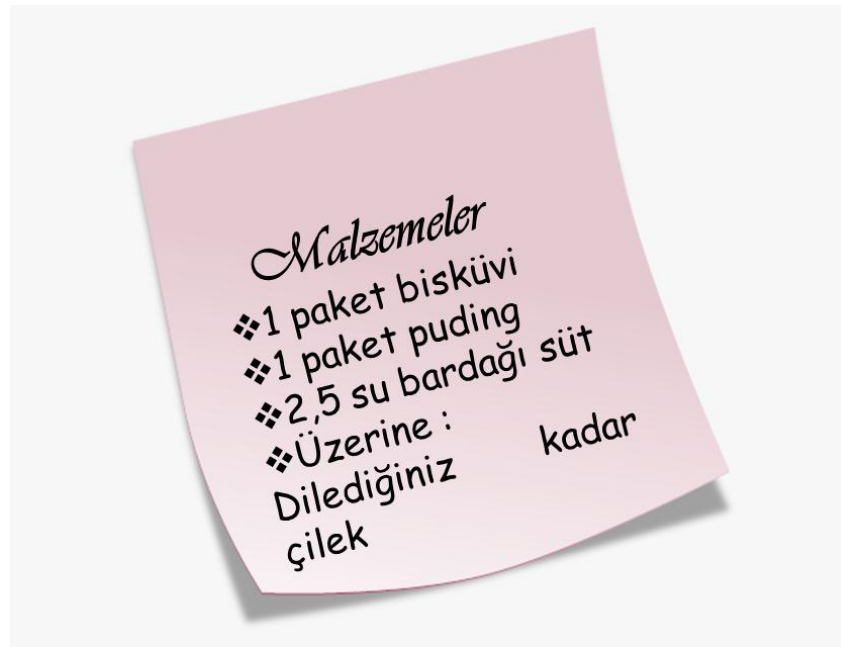 Malzemeler
❖1 paket bisküvi
❖1 paket puding
❖2,5 su bardağı süt
❖Üzerine :
Dilediğiniz kadar
çilek